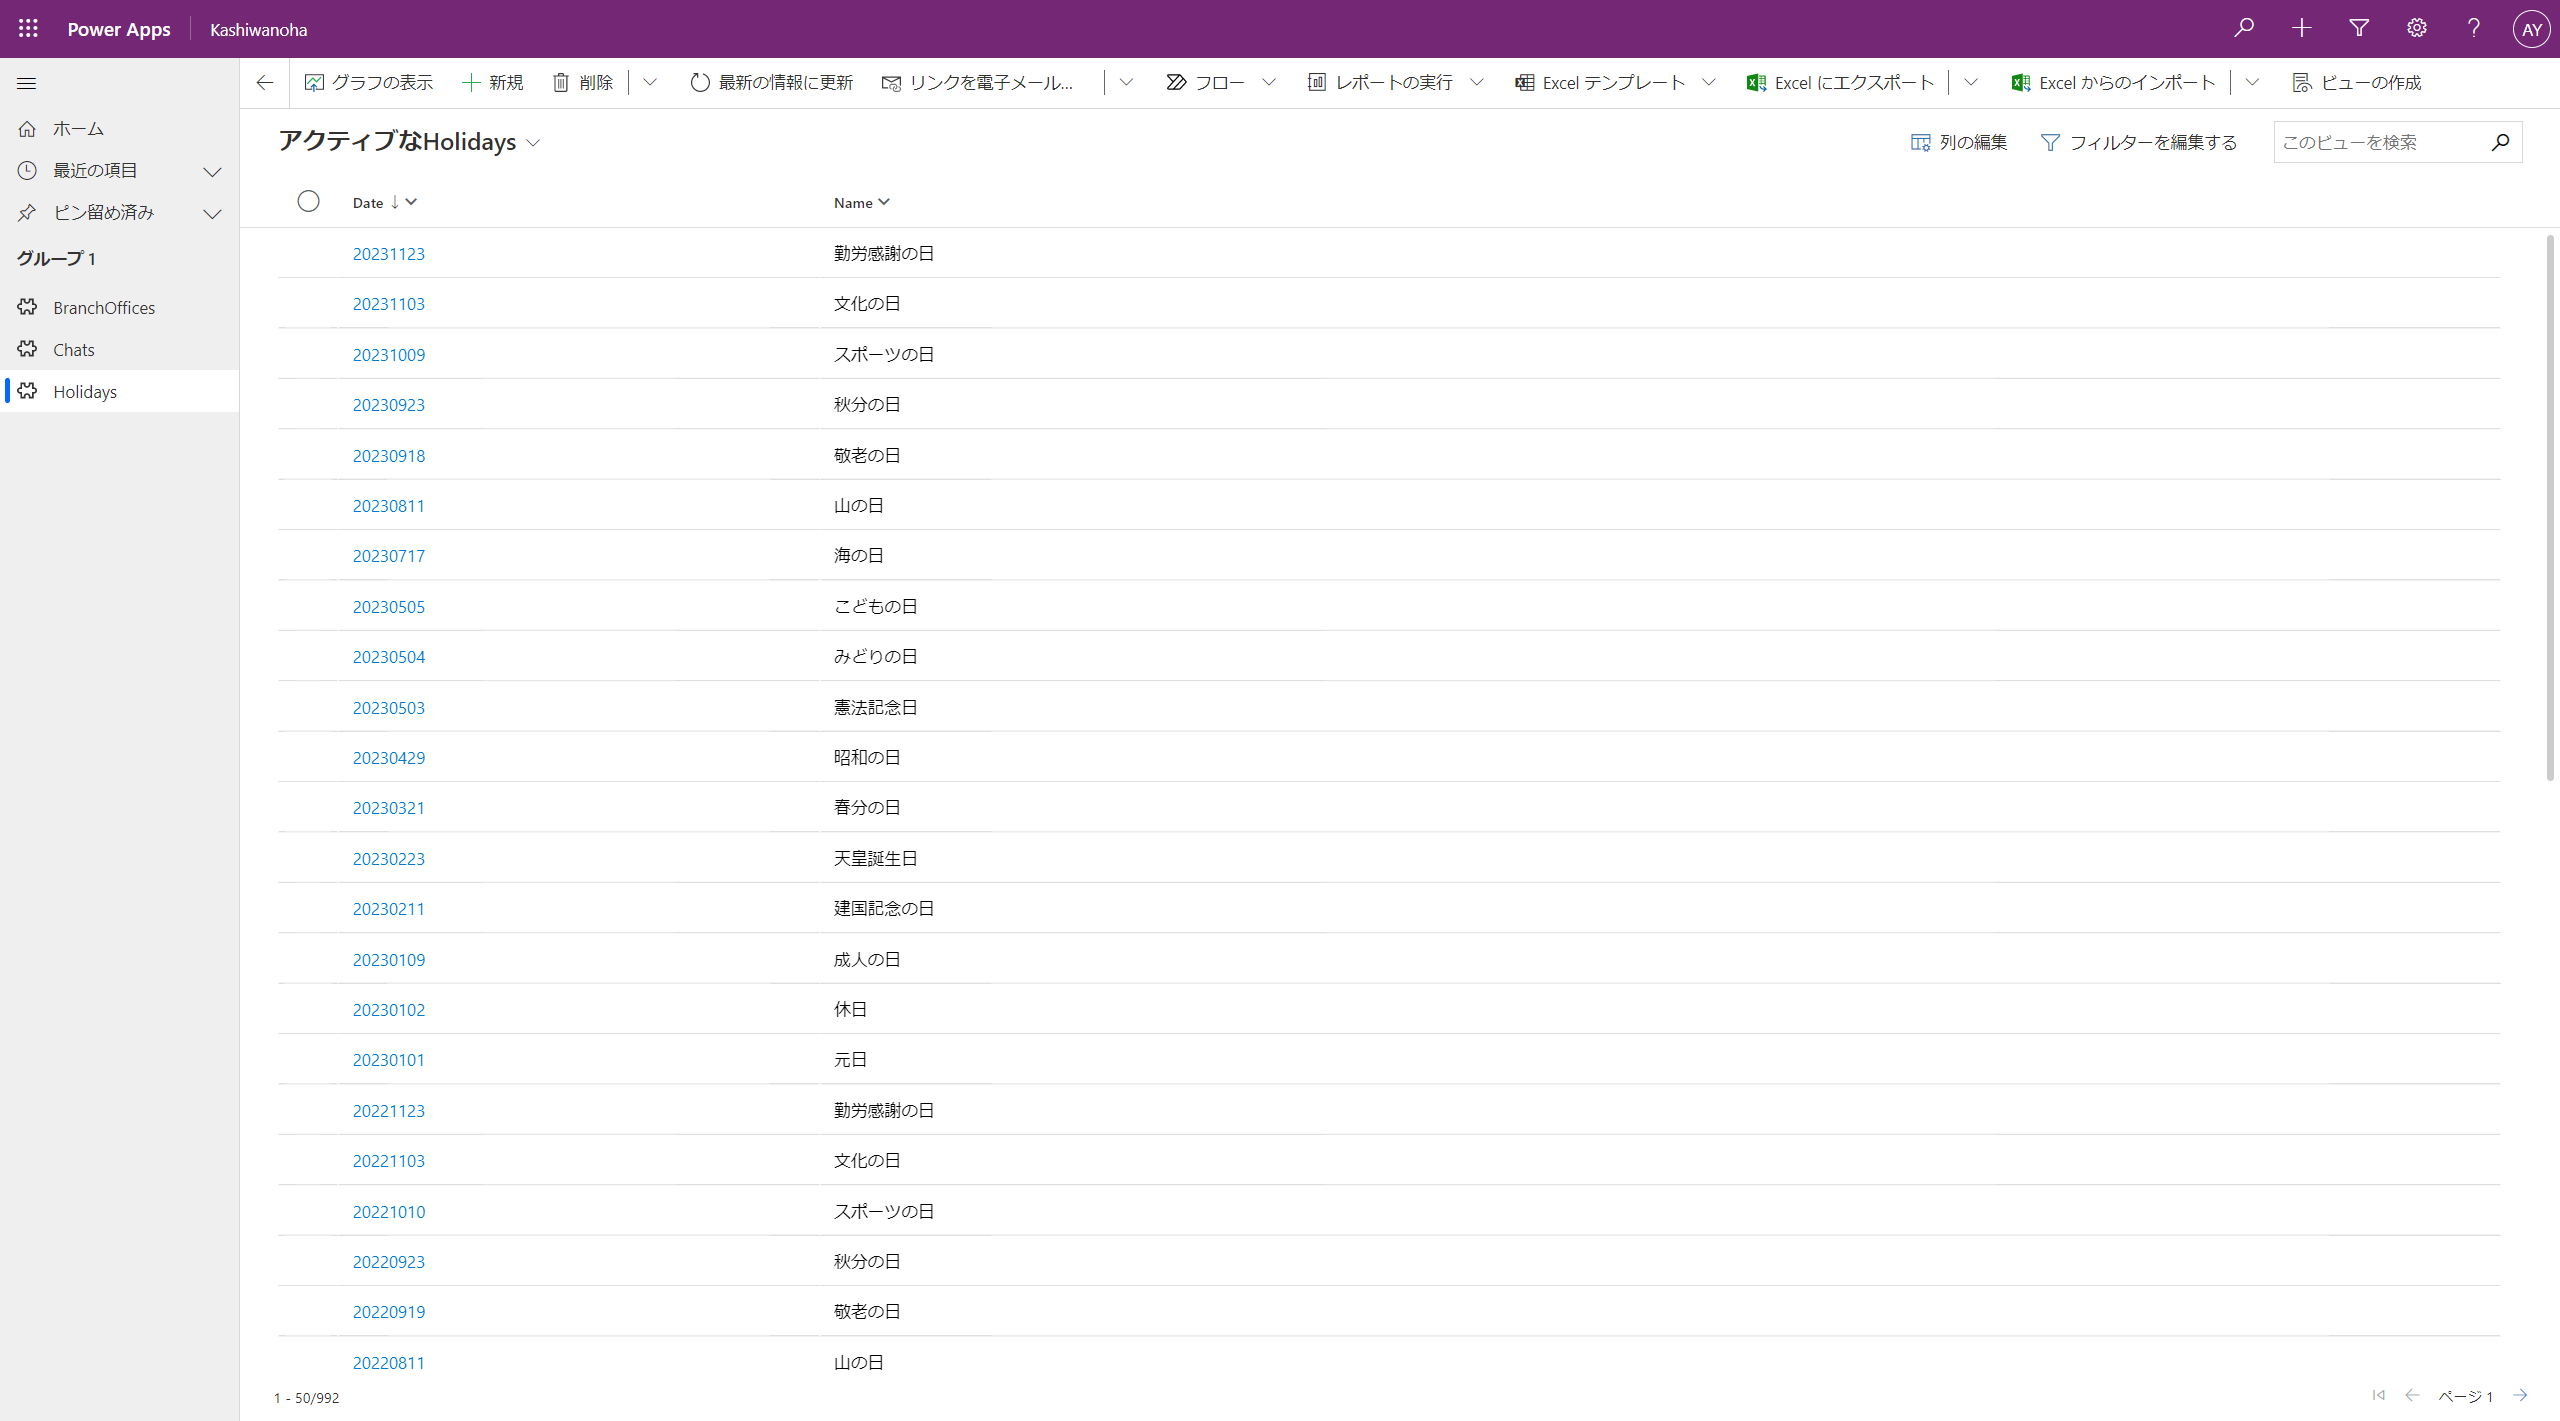 Power Apps Kashiwanoha AY
グラフの表示 新規 削除 最新の情報に更新 リンクを電子メール... フロー レポートの実行 Excel テンプレート Excel にエクスポート Excel からのインポート ビューの作成
ホーム
最近の項目
ピン留め済み
グループ 1
BranchOffices
Chats
Holidays
アクティブなHolidays 列の編集 フィルターを編集する このビューを検索
Date Name
20231123 勤労感謝の日
20231103 文化の日
20231009 スポーツの日
20230923 秋分の日
20230918 敬老の日
20230811 山の日
20230717 海の日
20230505 こどもの日
20230504 みどりの日
20230503 憲法記念日
20230429 昭和の日
20230321 春分の日
20230223 天皇誕生日
20230211 建国記念の日
20230109 成人の日
20230102 休日
20230101 元日
20221123 勤労感謝の日
20221103 文化の日
20221010 スポーツの日
20220923 秋分の日
20220919 敬老の日
20220811 山の日
1 - 50/992 ページ 1